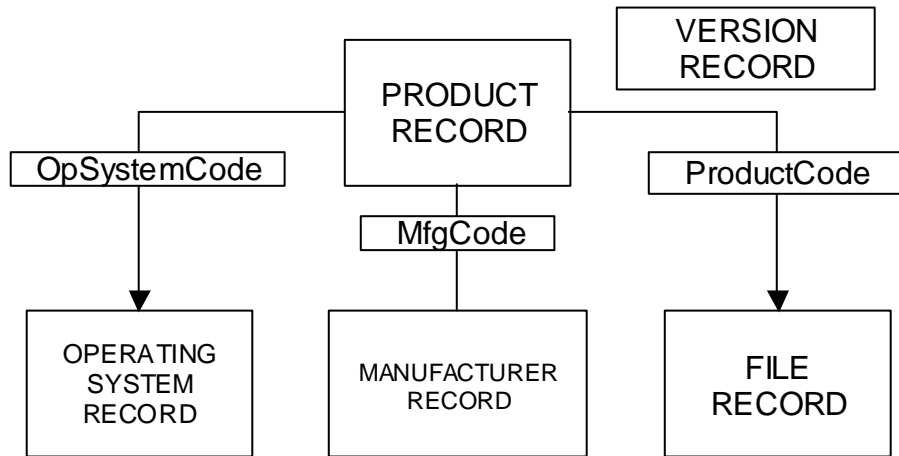 VERSION
RECORD
PRODUCT
RECORD
OpSystemCode
ProductCode
MfgCode
OPERATING
SYSTEM
RECORD
MANUFACTURER
RECORD
FILE
RECORD